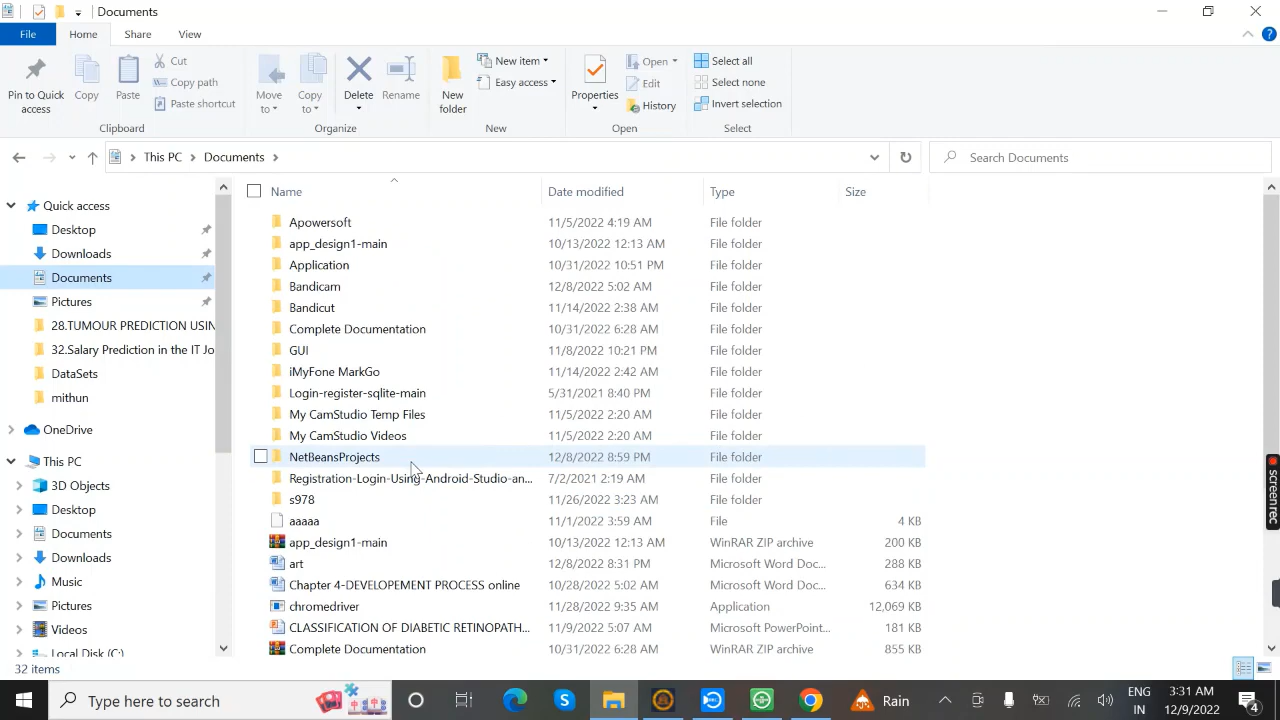 Documents
File Home Share View
Pin to Quick access
Copy
Paste
Cut
Copy path
Paste shortcut
Clipboard
Move to
Copy to
Delete
Rename
Organize
New folder
New item
Easy access
New
Properties
Open
Edit
History
Open
Select all
Select none
Invert selection
Select
This PC Documents
Search Documents
Quick access
Desktop
Downloads
Documents
Pictures
28.TUMOUR PREDICTION USIN
32.Salary Prediction in the IT Jo
DataSets
mithun
OneDrive
This PC
3D Objects
Desktop
Documents
Downloads
Music
Pictures
Videos
Local Disk (C:)
Name Date modified Type Size
Apowersoft 11/5/2022 4:19 AM File folder
app_design1-main 10/13/2022 12:13 AM File folder
Application 10/31/2022 10:51 PM File folder
Bandicam 12/8/2022 5:02 AM File folder
Bandicut 11/14/2022 2:38 AM File folder
Complete Documentation 10/31/2022 6:28 AM File folder
GUI 11/8/2022 10:21 PM File folder
iMyFone MarkGo 11/14/2022 2:42 AM File folder
Login-register-sqlite-main 5/31/2021 8:40 PM File folder
My CamStudio Temp Files 11/5/2022 2:20 AM File folder
My CamStudio Videos 11/5/2022 2:20 AM File folder
NetBeansProjects 12/8/2022 8:59 PM File folder
Registration-Login-Using-Android-Studio-an... 7/2/2021 2:19 AM File folder
s978 11/26/2022 3:23 AM File folder
aaaaa 11/1/2022 3:59 AM File 4 KB
app_design1-main 10/13/2022 12:13 AM WinRAR ZIP archive 200 KB
art 12/8/2022 8:31 PM Microsoft Word Doc... 288 KB
Chapter 4-DEVELOPEMENT PROCESS online 10/28/2022 5:02 AM Microsoft Word Doc... 634 KB
chromedriver 11/28/2022 9:35 AM Application 12,069 KB
CLASSIFICATION OF DIABETIC RETINOPATH... 11/9/2022 5:07 AM Microsoft PowerPoint... 181 KB
Complete Documentation 10/31/2022 6:28 AM WinRAR ZIP archive 855 KB
screenrec
32 items
Type here to search
Rain
ENG
IN
3:31 AM
12/9/2022
4